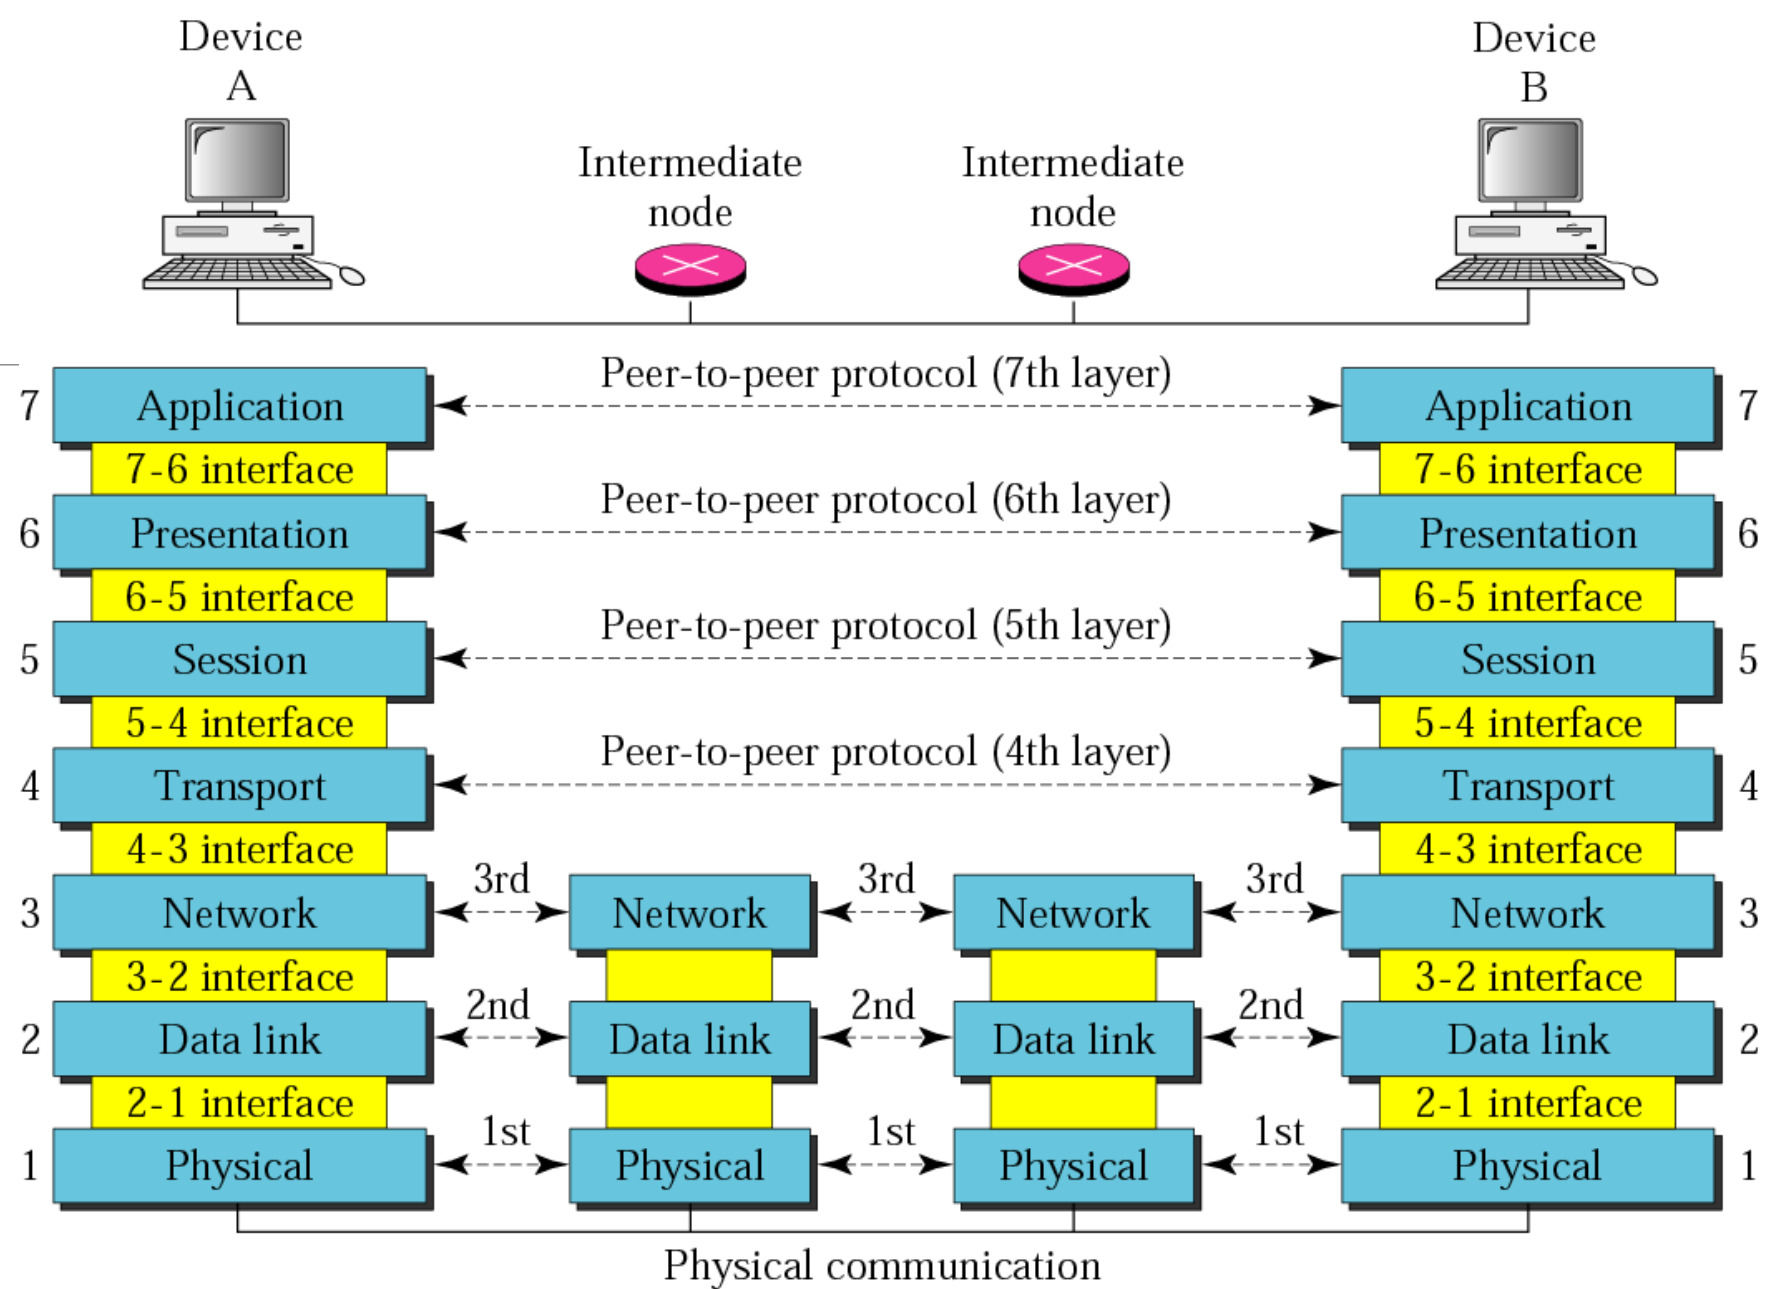 Device
A
Device
B
Intermediate
node
Intermediate
node
Peer-to-peer protocol (7th layer)
7 Application Application 7
7-6 interface 7-6 interface
Peer-to-peer protocol (6th layer)
6 Presentation Presentation 6
6-5 interface 6-5 interface
Peer-to-peer protocol (5th layer)
5 Session Session 5
5-4 interface 5-4 interface
Peer-to-peer protocol (4th layer)
4 Transport Transport 4
4-3 interface 4-3 interface
3rd 3rd 3rd
3 Network Network Network Network 3
3-2 interface 3-2 interface
2nd 2nd 2nd
2 Data link Data link Data link Data link 2
2-1 interface 2-1 interface
1st 1st 1st
1 Physical Physical Physical Physical 1
Physical communication